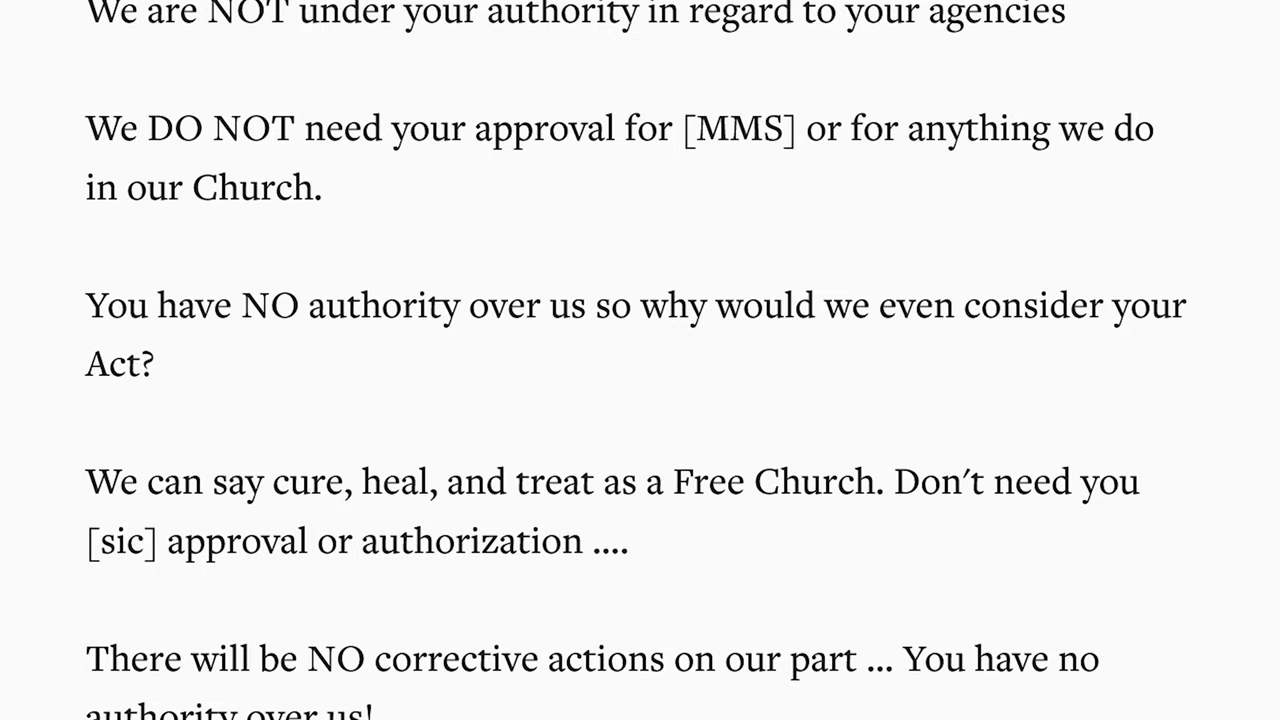 We are NOT under your authority in regard to your agencies
We DO NOT need your approval for [MMS] or for anything we do
in our Church.
You have NO authority over us so why would we even consider your
Act?
We can say cure, heal, and treat as a Free Church. Don't need you
[sic] approval or authorization ....
There will be NO corrective actions on our part ... You have no
authority over us!